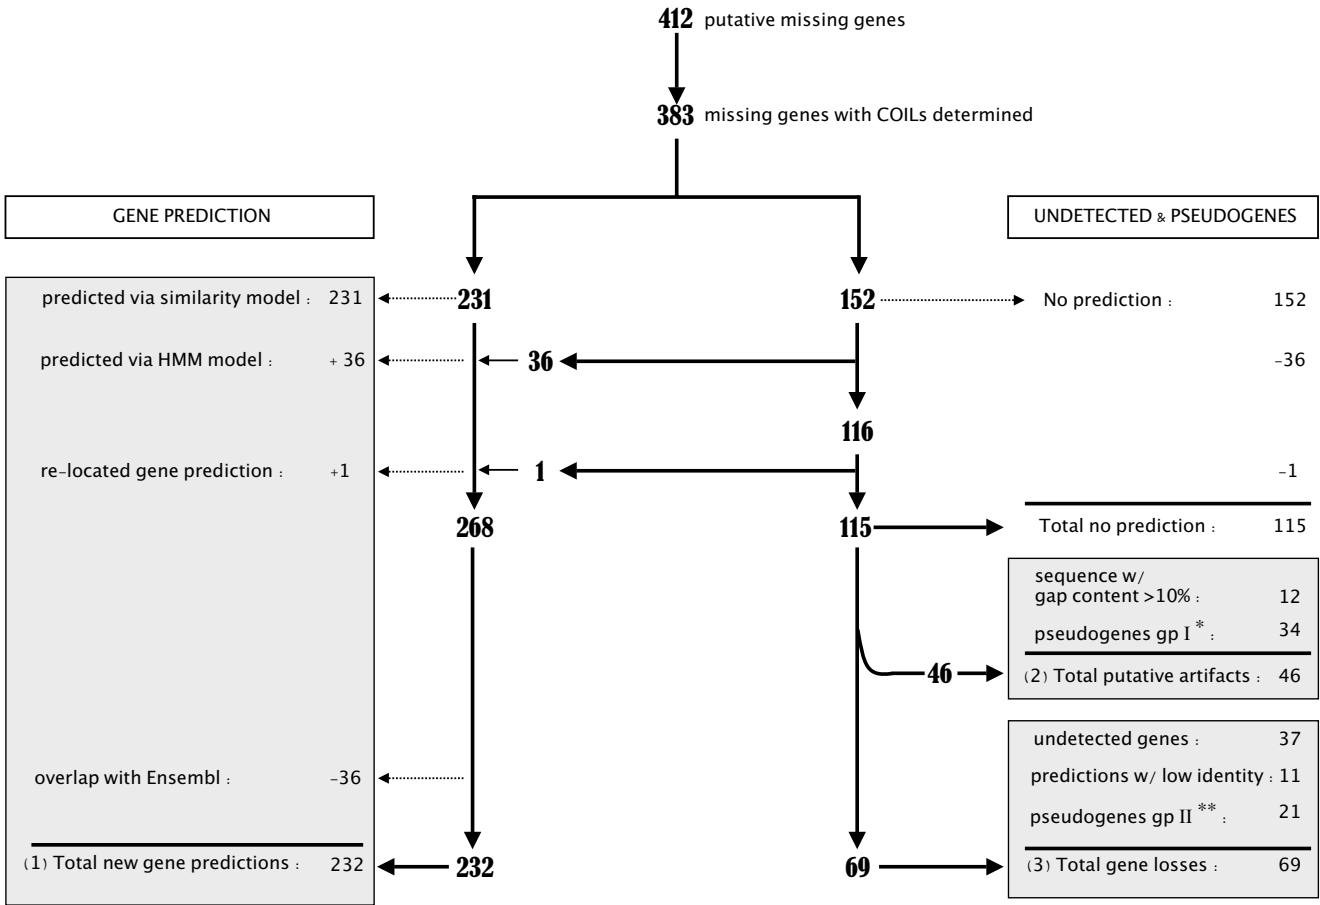 412 putative missing genes
383 missing genes with COILs determined
GENE PREDICTION
UNDETECTED & PSEUDOGENES
predicted via similarity model : 231
231
152
No prediction : 152
predicted via HMM model : + 36
36
-36
116
re-located gene prediction : +1
1
-1
268
115
Total no prediction : 115
sequence w/
gap content >10% : 12
pseudogenes gp I * : 34
46
(2) Total putative artifacts : 46
undetected genes : 37
overlap with Ensembl : -36
predictions w/ low identity : 11
pseudogenes gp II ** : 21
(1) Total new gene predictions : 232
232
69
(3) Total gene losses : 69